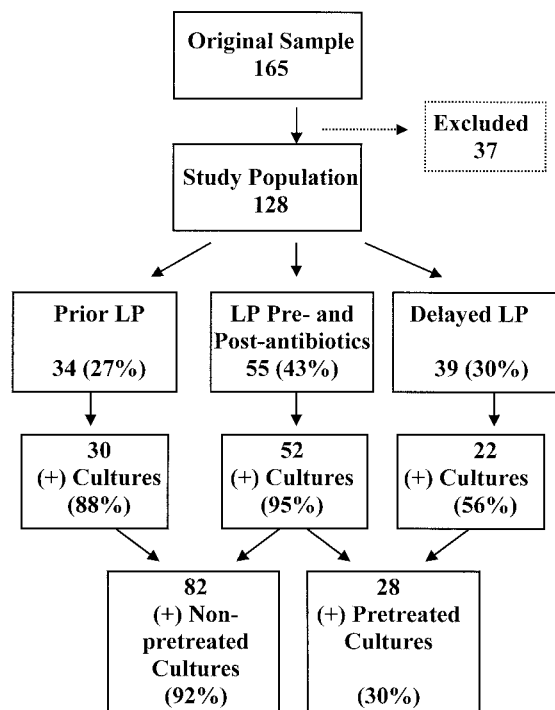 Original Sample
165
Excluded
37
Study Population
128
Prior LP
34 (27%)
LP Pre- and
Post-antibiotics
55 (43%)
Delayed LP
39 (30%)
30
(+) Cultures
(88%)
52
(+) Cultures
(95%)
22
(+) Cultures
(56%)
82
(+) Non-
pretreated
Cultures
(92%)
28
(+) Pretreated
Cultures
(30%)